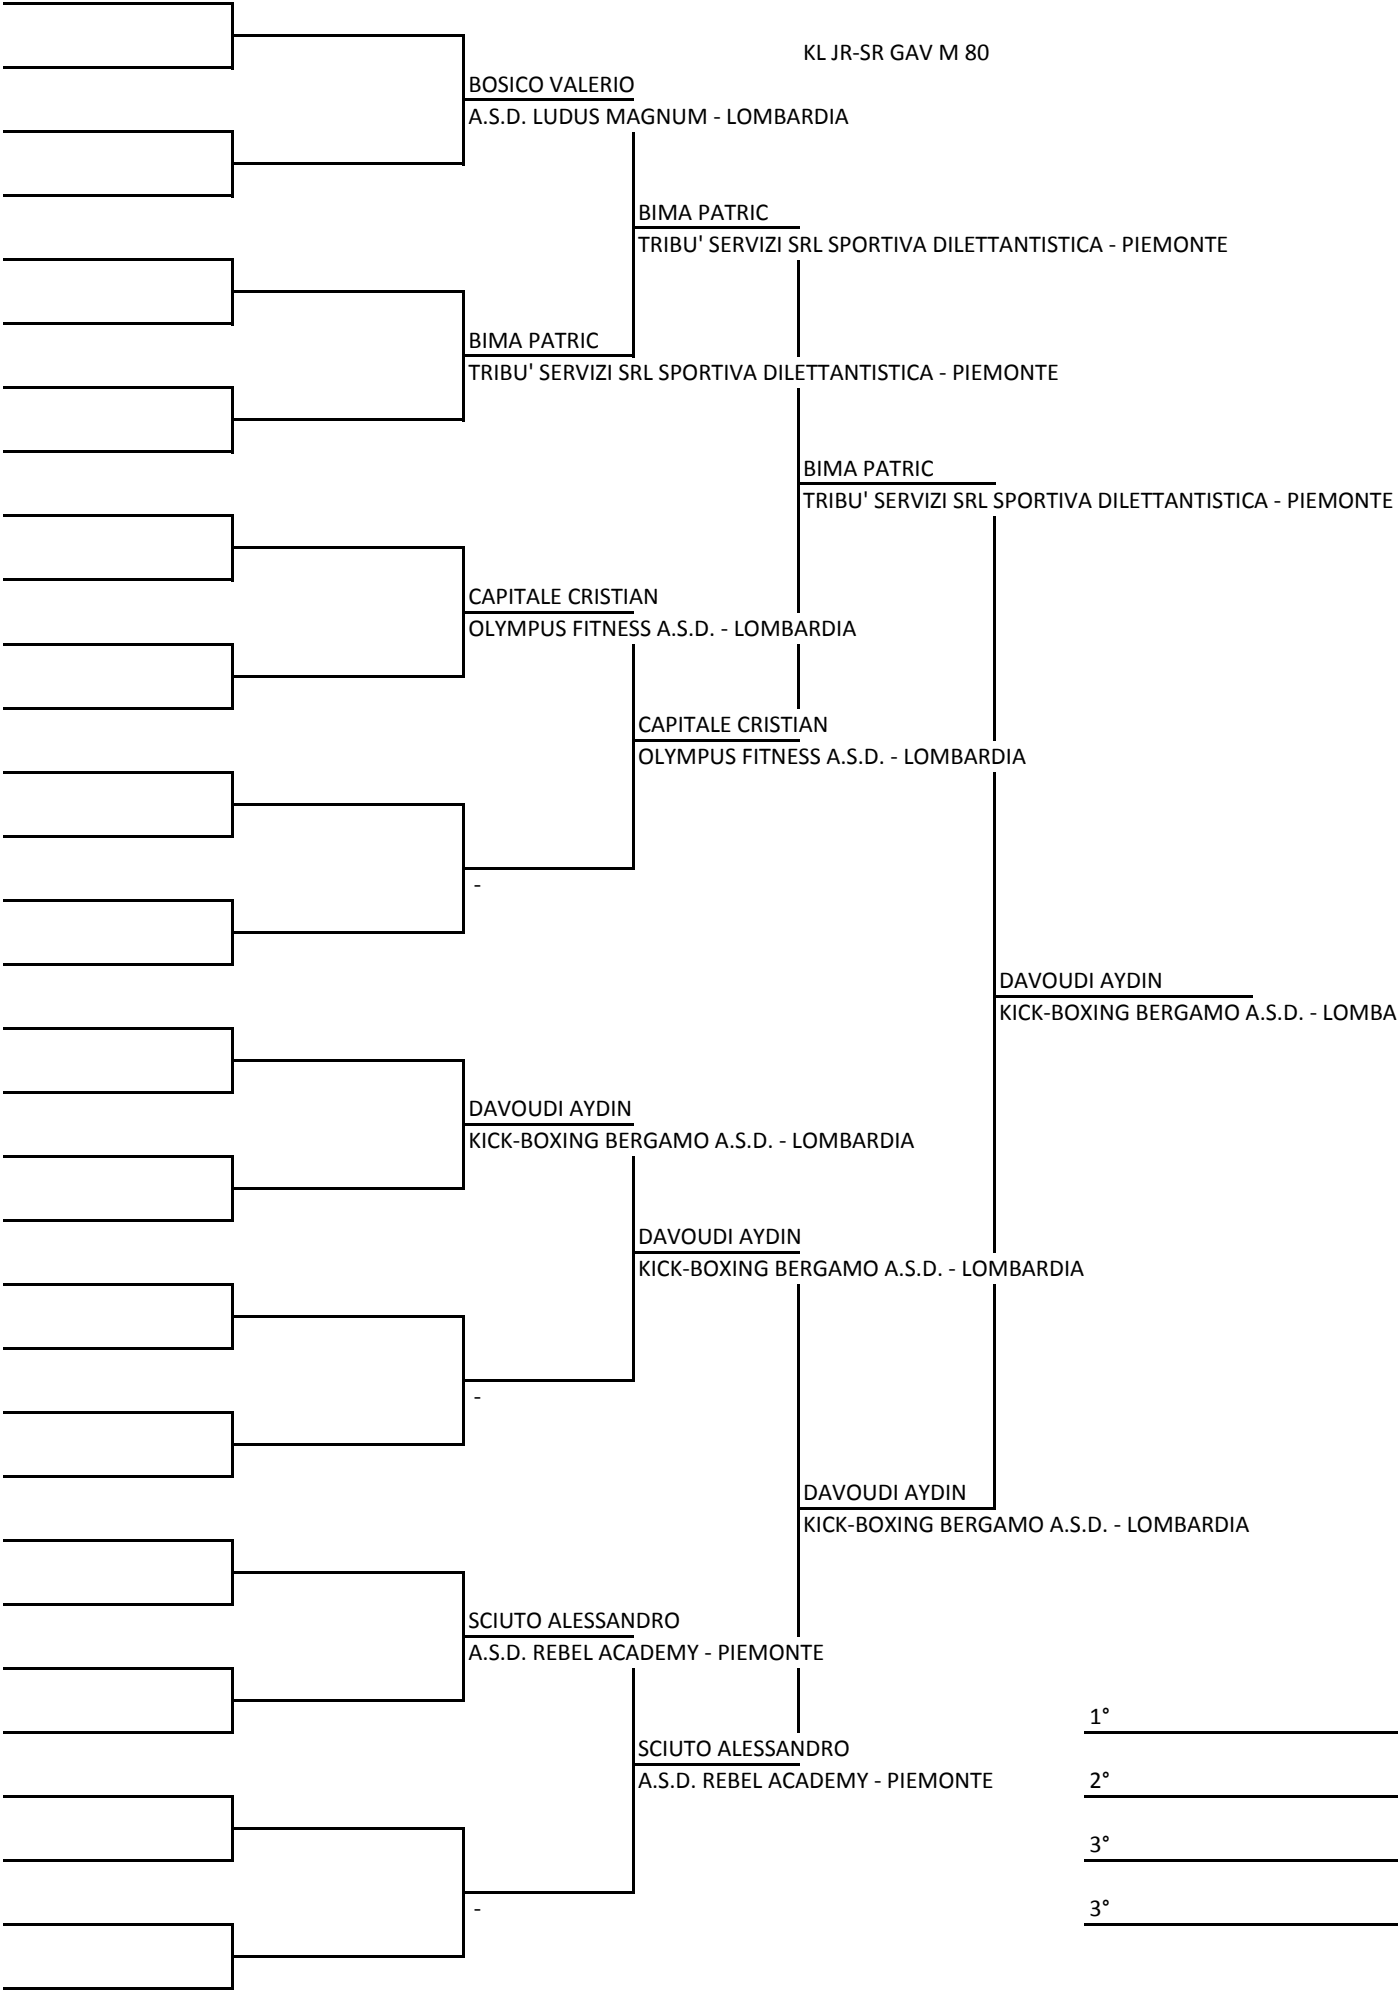 KL JR-SR GAV M 80
BOSICO VALERIO
A.S.D. LUDUS MAGNUM - LOMBARDIA
BIMA PATRIC
TRIBU' SERVIZI SRL SPORTIVA DILETTANTISTICA - PIEMONTE
BIMA PATRIC
TRIBU' SERVIZI SRL SPORTIVA DILETTANTISTICA - PIEMONTE
BIMA PATRIC
TRIBU' SERVIZI SRL SPORTIVA DILETTANTISTICA - PIEMONTE
CAPITALE CRISTIAN
OLYMPUS FITNESS A.S.D. - LOMBARDIA
CAPITALE CRISTIAN
OLYMPUS FITNESS A.S.D. - LOMBARDIA
-
DAVOUDI AYDIN
KICK-BOXING BERGAMO A.S.D. - LOMBA
DAVOUDI AYDIN
KICK-BOXING BERGAMO A.S.D. - LOMBARDIA
DAVOUDI AYDIN
KICK-BOXING BERGAMO A.S.D. - LOMBARDIA
-
DAVOUDI AYDIN
KICK-BOXING BERGAMO A.S.D. - LOMBARDIA
SCIUTO ALESSANDRO
A.S.D. REBEL ACADEMY - PIEMONTE
1°
SCIUTO ALESSANDRO
A.S.D. REBEL ACADEMY - PIEMONTE
2°
3°
-
3°